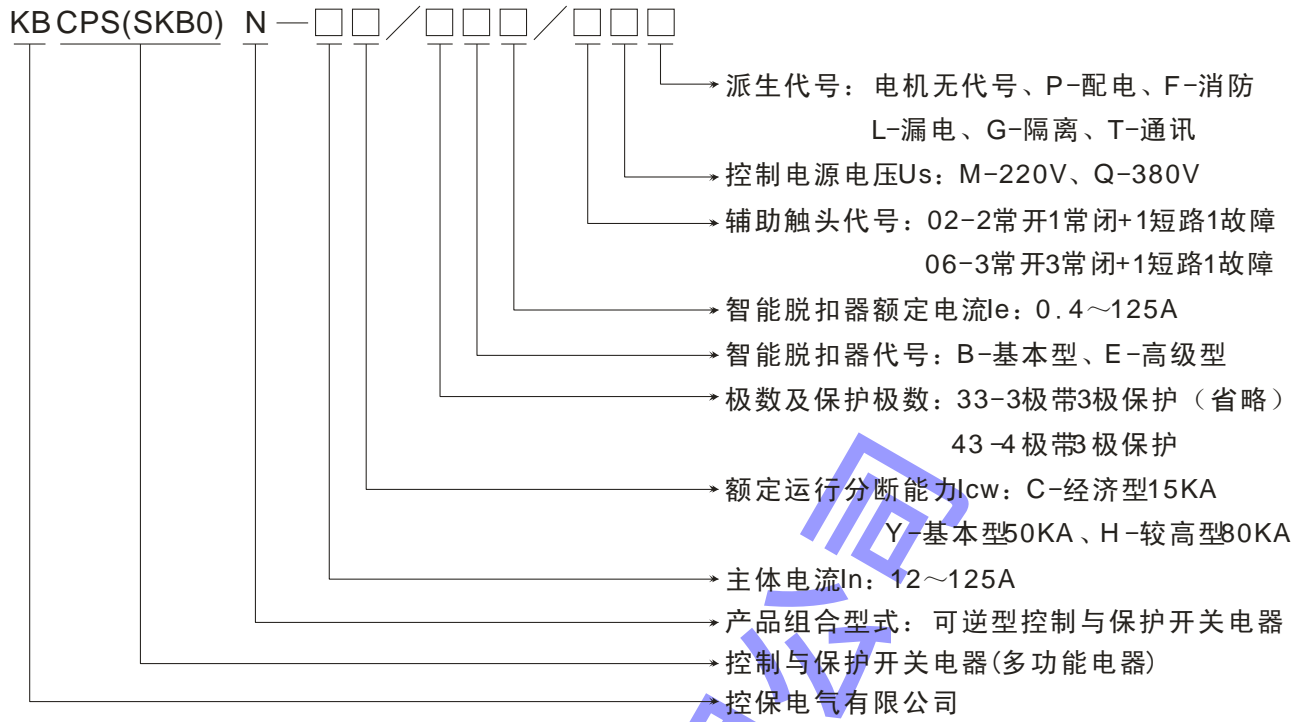 KB CPS(SKB0) N—□□/□□□/□□□
派生代号：电机无代号、P-配电、F-消防
L-漏电、G-隔离、T-通讯
控制电源电压Us：M-220V、Q-380V
辅助触头代号：02-2常开1常闭+1短路1故障
06-3常开3常闭+1短路1故障
智能脱扣器额定电流Ie：0.4～125A
智能脱扣器代号：B-基本型、E-高级型
极数及保护极数：33-3极带3极保护（省略）
43-4极带3极保护
额定运行分断能力Icw：C-经济型15KA
Y-基本型50KA、H-较高型80KA
主体电流In：12～125A
产品组合型式：可逆型控制与保护开关电器
控制与保护开关电器(多功能电器)
控保电气有限公司
公司